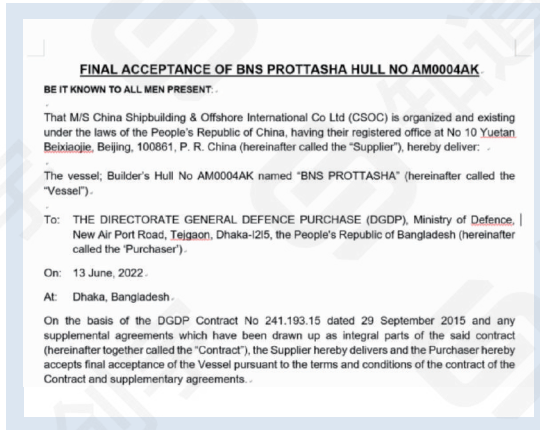 FINAL ACCEPTANCE OF BNS PROTTASHA HULL NO AM0004AK
BE IT KNOWN TO ALL MEN PRESENT:
That M/S China Shipbuilding & Offshore International Co Ltd (CSOC) is organized and existing
under the laws of the People's Republic of China, having their registered office at No 10 Yuetan
Beixiaojie, Beijing, 100861, P. R. China (hereinafter called the "Supplier"), hereby deliver:
The vessel; Builder's Hull No AM0004AK named "BNS PROTTASHA" (hereinafter called the
"Vessel")
To: THE DIRECTORATE GENERAL DEFENCE PURCHASE (DGDP), Ministry of Defence,
New Air Port Road, Tejgaon, Dhaka-I2I5, the People's Republic of Bangladesh (hereinafter
called the 'Purchaser')
On: 13 June, 2022
At: Dhaka, Bangladesh
On the basis of the DGDP Contract No 241.193.15 dated 29 September 2015 and any
supplemental agreements which have been drawn up as integral parts of the said contract
(hereinafter together called the "Contract"), the Supplier hereby delivers and the Purchaser hereby
accepts final acceptance of the Vessel pursuant to the terms and conditions of the contract of the
Contract and supplementary agreements.